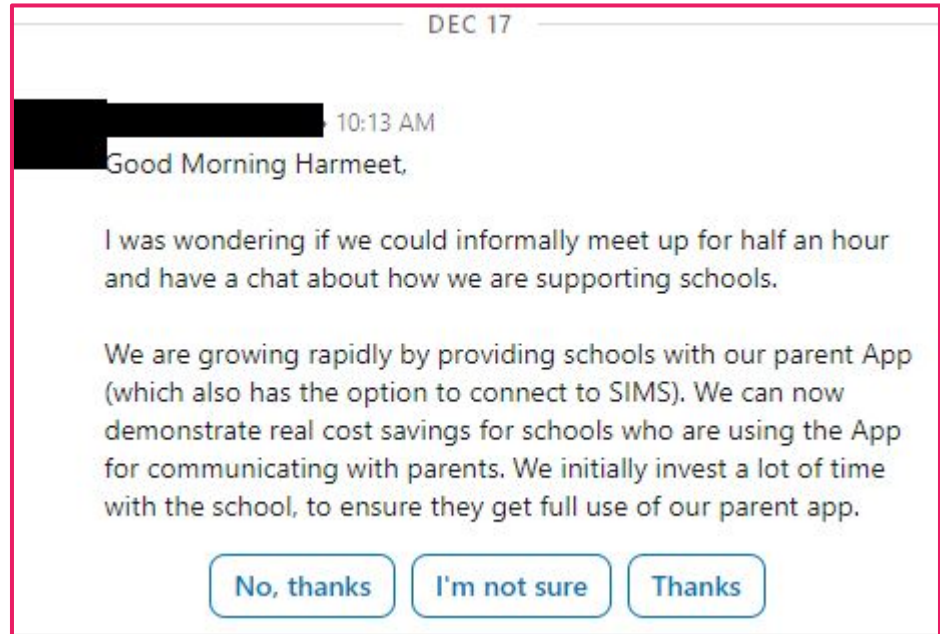 DEC 17
10:13 AM
Good Morning Harmeet,
I was wondering if we could informally meet up for half an hour
and have a chat about how we are supporting schools.
We are growing rapidly by providing schools with our parent App
(which also has the option to connect to SIMS). We can now
demonstrate real cost savings for schools who are using the App
for communicating with parents. We initially invest a lot of time
with the school, to ensure they get full use of our parent app.
No, thanks I'm not sure Thanks